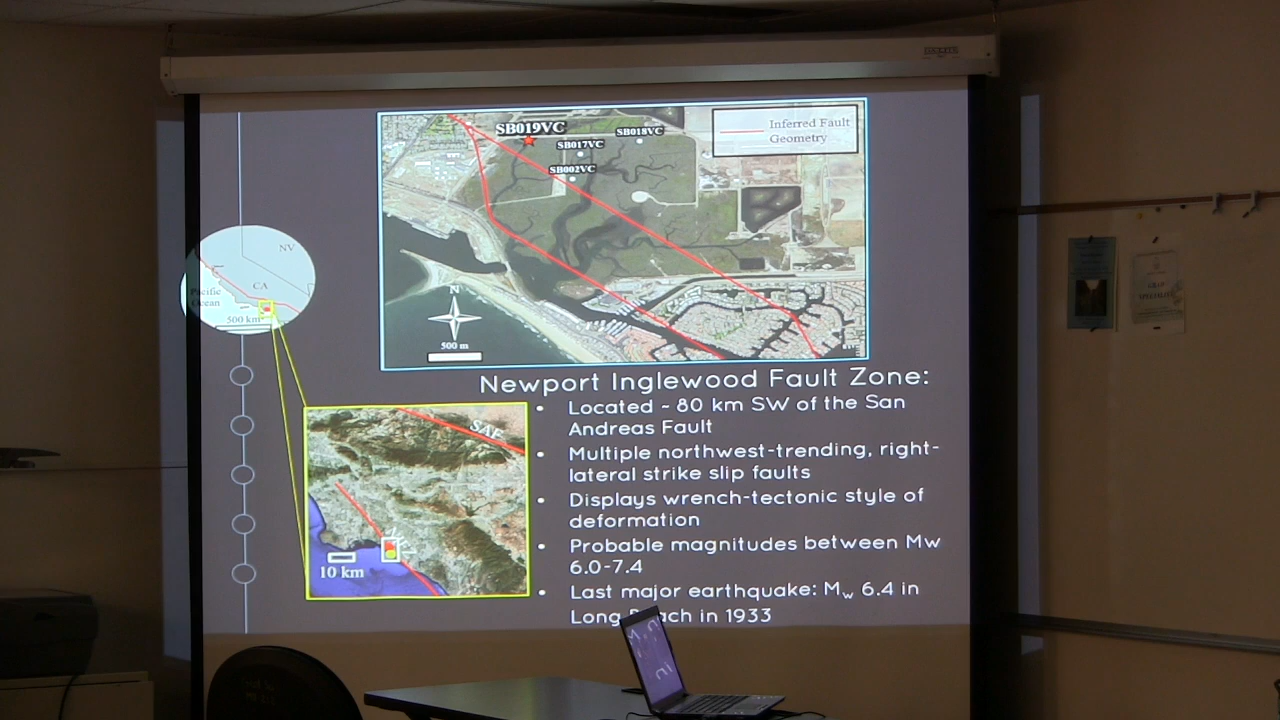 SB019VC
SB018VC
SB017VC
SB002VC
Inferred Fault
Geometry
N
500 m
NV
CA
Pacific
Ocean
500 km
Newport Inglewood Fault Zone:
• Located ~ 80 km SW of the San
Andreas Fault
• Multiple northwest-trending, right-
lateral strike slip faults
• Displays wrench-tectonic style of
deformation
• Probable magnitudes between Mw
6.0-7.4
• Last major earthquake: Mw 6.4 in
Long Beach in 1933
SAF
10 km